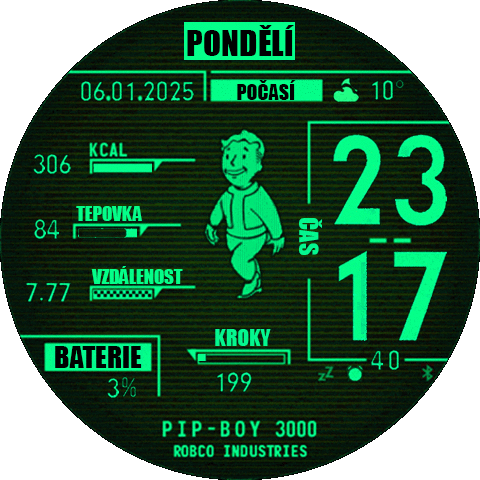 PONDĚLÍ
06.01.2025
POČASÍ
10°
306
KCAL
84
TEPOVKA
7.77
VZDÁLENOST
ČAS
23
17
40
BATERIE
3%
KROKY
199
zZ
PIP-BOY 3000
ROBCO INDUSTRIES